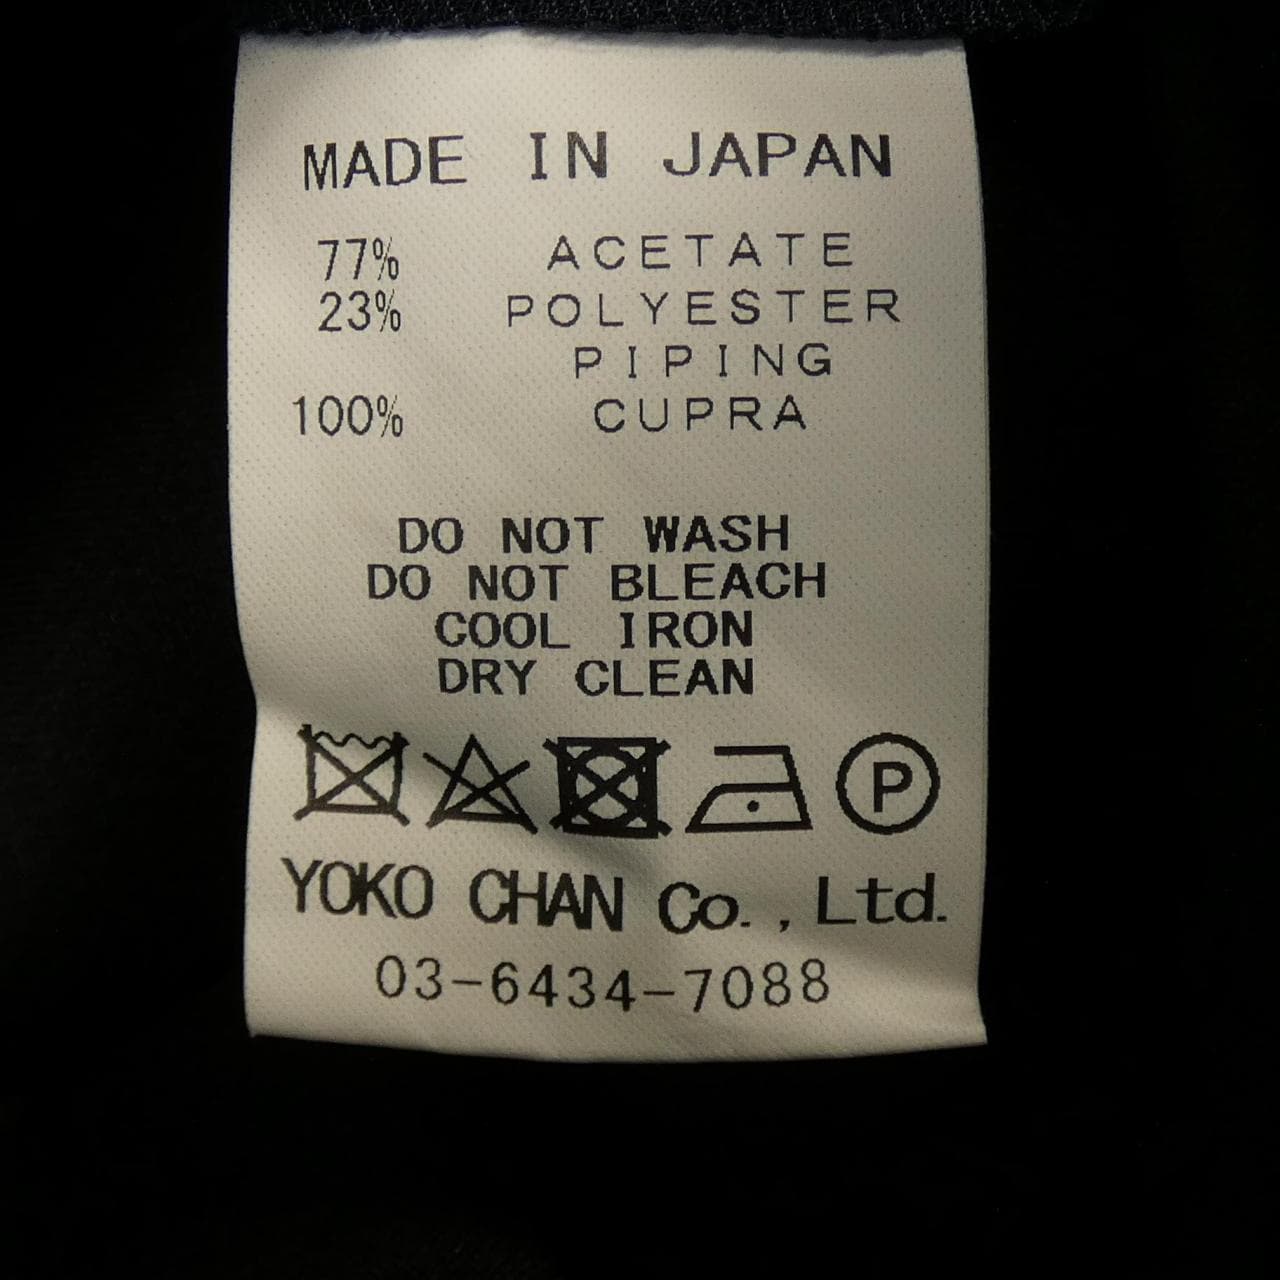 MADE IN JAPAN
77% ACETATE
23% POLYESTER
PIPING
100% CUPRA
DO NOT WASH
DO NOT BLEACH
COOL IRON
DRY CLEAN
P
YOKO CHAN Co., Ltd.
03-6434-7088